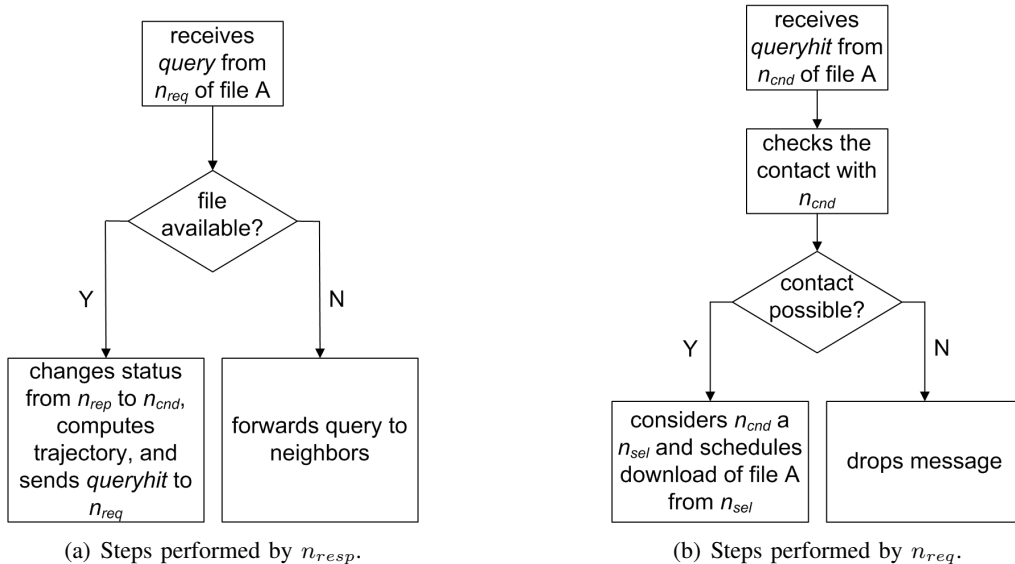 receives
query from
n_req of file A
file
available?
Y
N
changes status
from n_rep to n_cnd,
computes
trajectory, and
sends queryhit to
n_req
forwards query to
neighbors
(a) Steps performed by n_resp.
receives
queryhit from
n_cnd of file A
checks the
contact with
n_cnd
contact
possible?
Y
N
considers n_cnd a
n_sel and schedules
download of file A
from n_sel
drops message
(b) Steps performed by n_req.